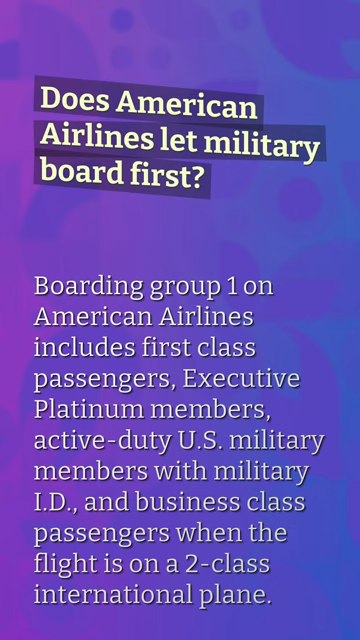 Does American
Airlines let military
board first?
Boarding group 1 on
American Airlines
includes first class
passengers, Executive
Platinum members,
active-duty U.S. military
members with military
I.D., and business class
passengers when the
flight is on a 2-class
international plane.